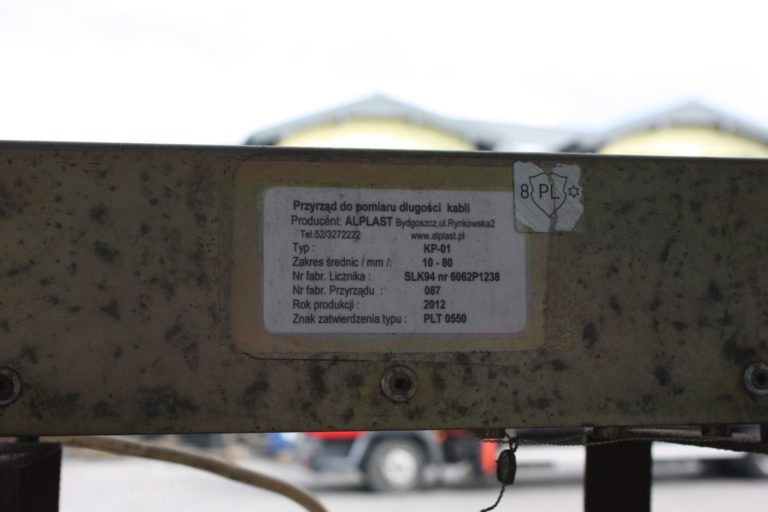 Przyrząd do pomiaru długości kabli
Producent: ALPLAST Bydgoszcz,ul.Rynkowska2
Tel.52/3272222 www.alplast.pl
Typ : KP-01
Zakres średnic / mm /: 10 - 80
Nr fabr. Licznika : SLK94 nr 6062P1238
Nr fabr. Przyrządu : 087
Rok produkcji : 2012
Znak zatwierdzenia typu : PLT 0550
8 PL